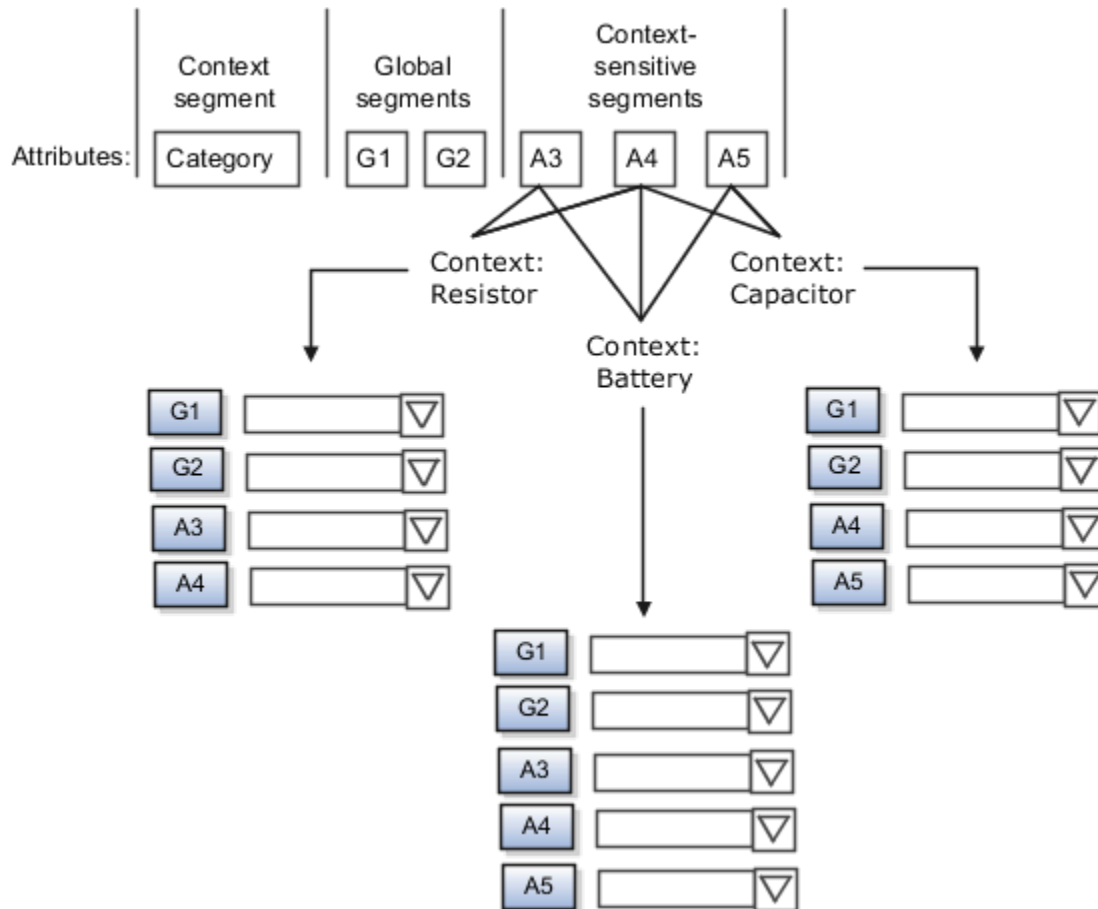 Context
segment
Global
segments
Context-
sensitive
segments
Attributes:
Category
G1
G2
A3
A4
A5
Context:
Resistor
Context:
Capacitor
Context:
Battery
G1
G2
A3
A4
G1
G2
A4
A5
G1
G2
A3
A4
A5